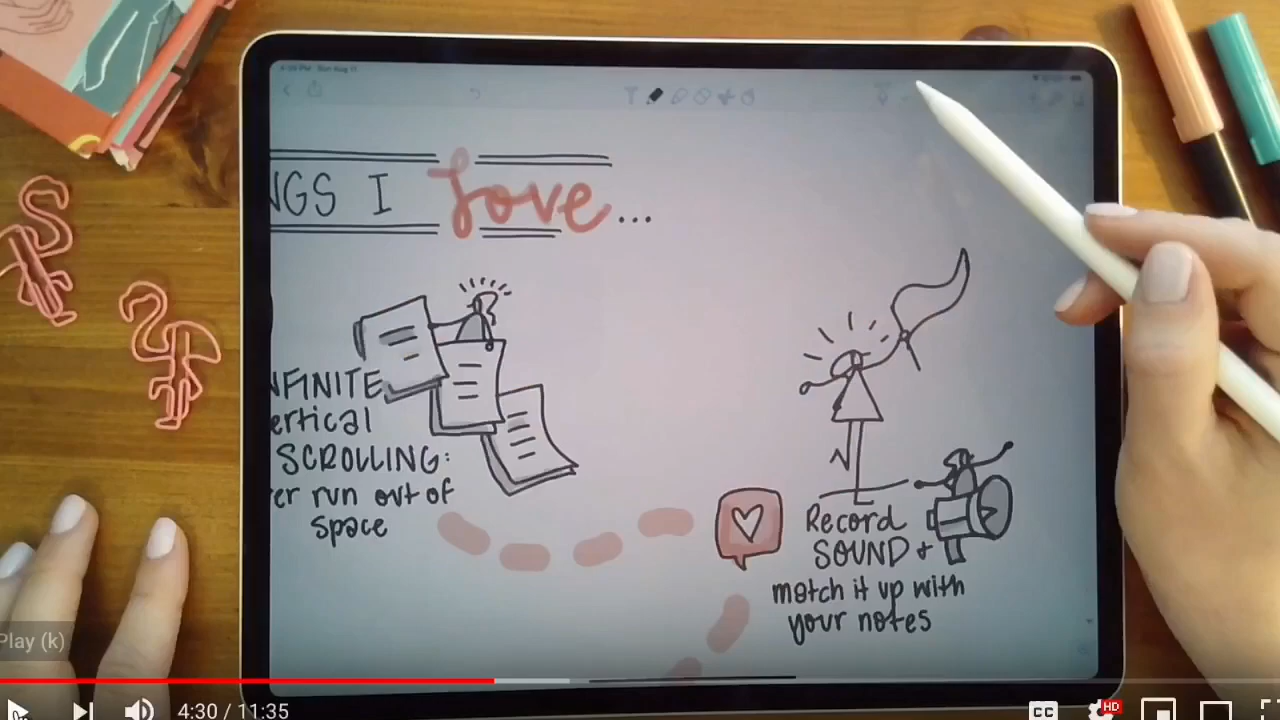 NGS I love...
NFINITE
ertical
SCROLLING:
er run out of
space
Record
SOUND +
match it up with
your notes
Play (k)
4:30 / 11:35
CC
HD